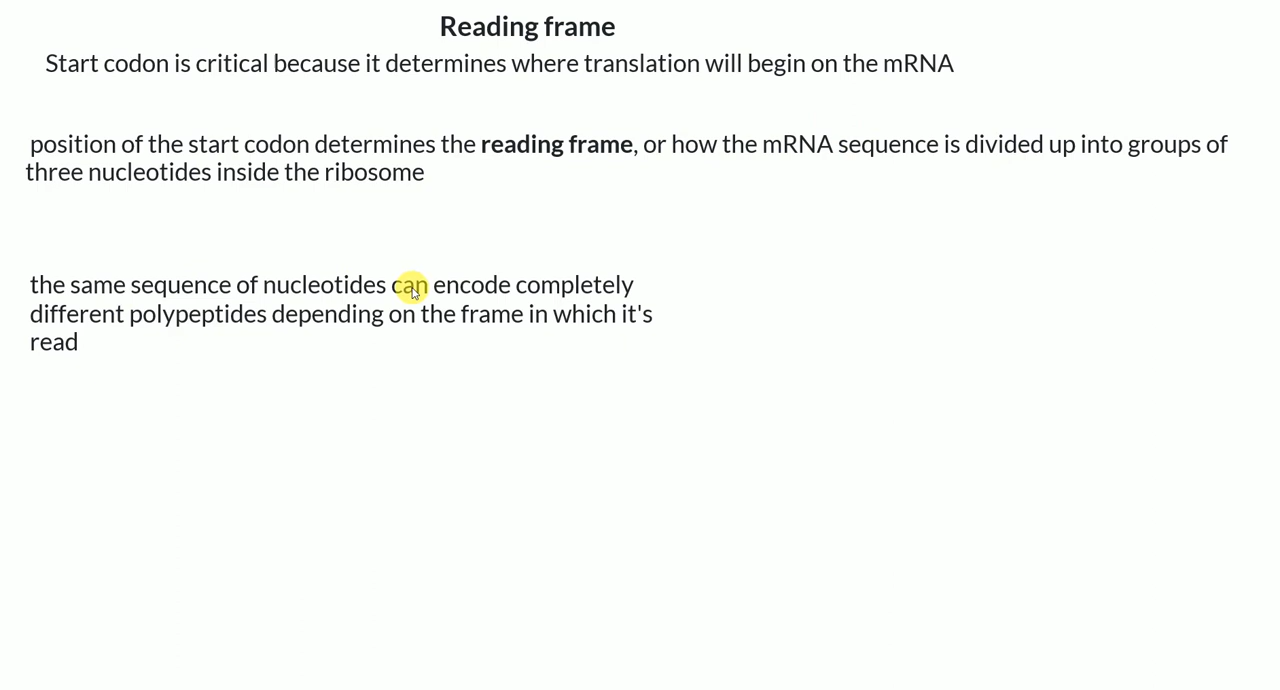 Reading frame
Start codon is critical because it determines where translation will begin on the mRNA
position of the start codon determines the reading frame, or how the mRNA sequence is divided up into groups of
three nucleotides inside the ribosome
the same sequence of nucleotides can encode completely
different polypeptides depending on the frame in which it's
read